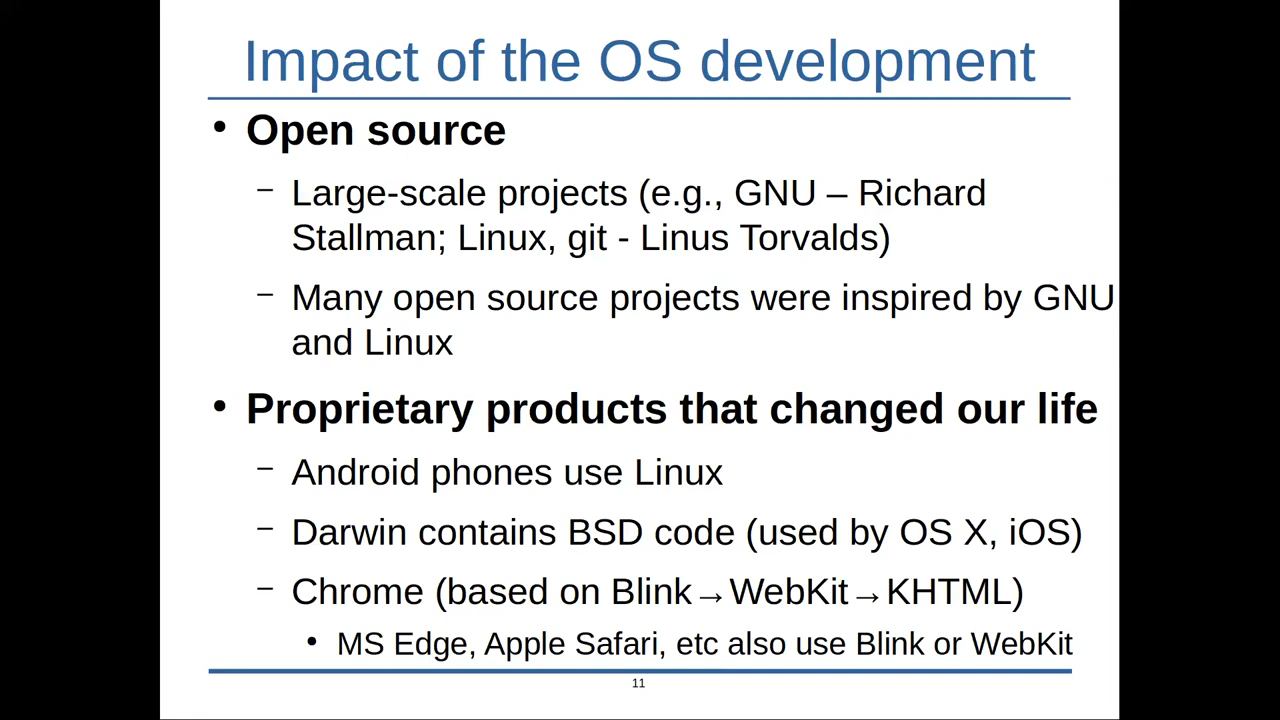 Impact of the OS development
• Open source
– Large-scale projects (e.g., GNU – Richard
Stallman; Linux, git - Linus Torvalds)
– Many open source projects were inspired by GNU
and Linux
• Proprietary products that changed our life
– Android phones use Linux
– Darwin contains BSD code (used by OS X, iOS)
– Chrome (based on Blink→WebKit→KHTML)
• MS Edge, Apple Safari, etc also use Blink or WebKit
11